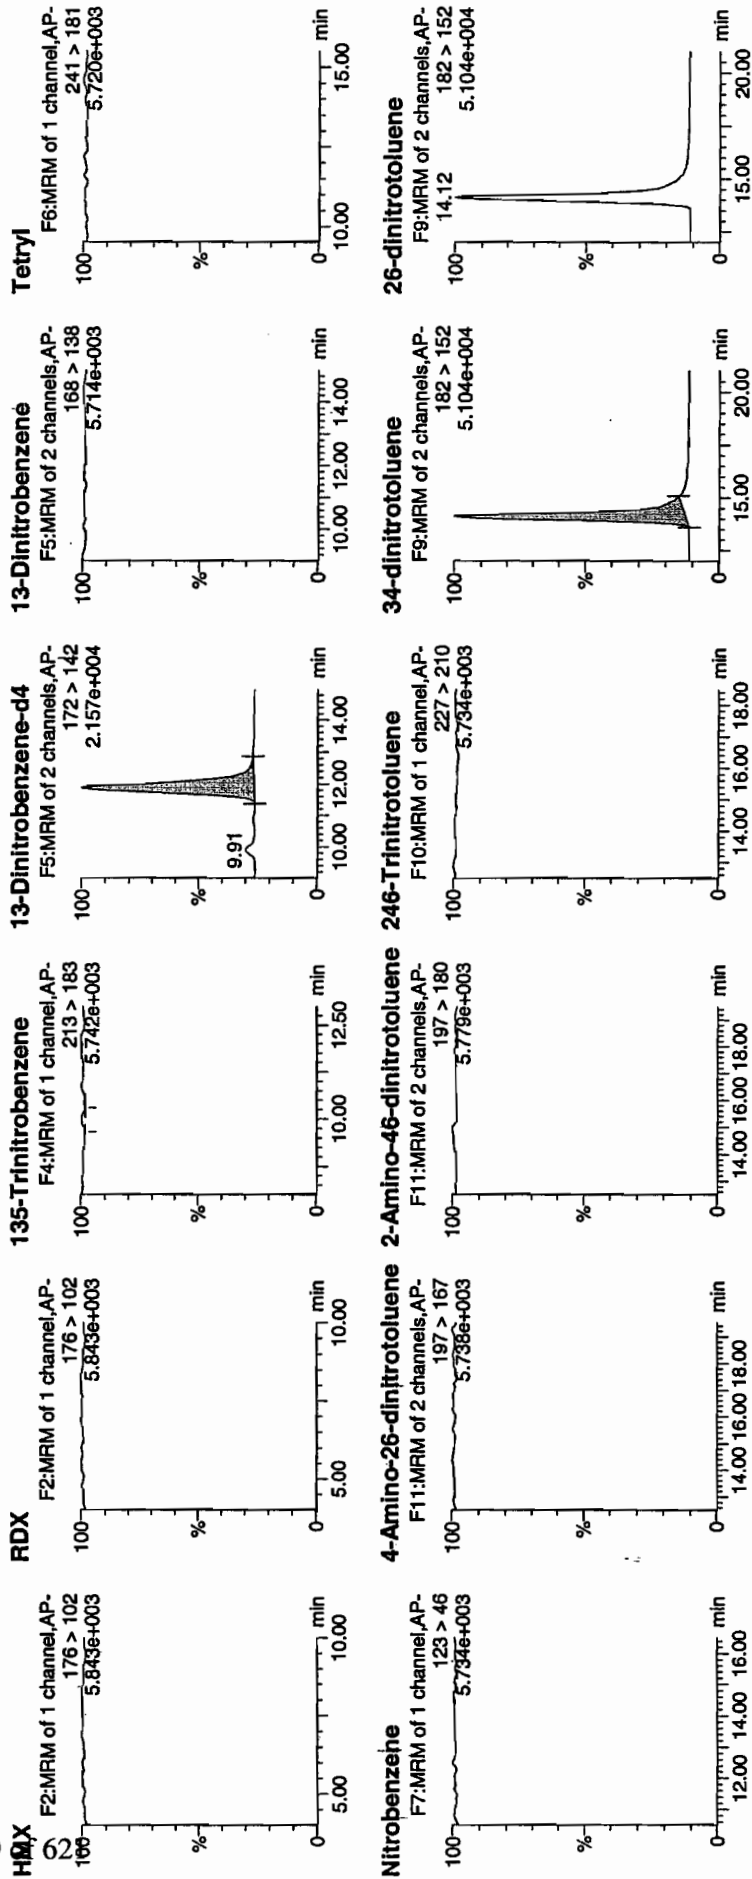 HMX
628
F2:MRM of 1 channel,AP-
176 > 102
5.843e+003
100
%
0
5.00
10.00
min
RDX
F2:MRM of 1 channel,AP-
176 > 102
5.843e+003
100
%
0
5.00
10.00
min
135-Trinitrobenzene
F4:MRM of 1 channel,AP-
213 > 183
5.742e+003
100
%
0
10.00
12.50
min
13-Dinitrobenzene-d4
F5:MRM of 2 channels,AP-
172 > 142
2.157e+004
100
9.91
%
0
10.00
12.00
14.00
min
13-Dinitrobenzene
F5:MRM of 2 channels,AP-
168 > 138
5.714e+003
100
%
0
10.00
12.00
14.00
min
Tetryl
F6:MRM of 1 channel,AP-
241 > 181
5.720e+003
100
%
0
10.00
15.00
min
Nitrobenzene
F7:MRM of 1 channel,AP-
123 > 46
5.734e+003
100
%
0
12.00
14.00
16.00
min
4-Amino-26-dinitrotoluene
F11:MRM of 2 channels,AP-
197 > 167
5.738e+003
100
%
0
14.00
16.00
18.00
min
2-Amino-46-dinitrotoluene
F11:MRM of 2 channels,AP-
197 > 180
5.779e+003
100
%
0
14.00
16.00
18.00
min
246-Trinitrotoluene
F10:MRM of 1 channel,AP-
227 > 210
5.734e+003
100
%
0
14.00
16.00
18.00
min
34-dinitrotoluene
F9:MRM of 2 channels,AP-
182 > 152
5.104e+004
100
%
0
15.00
20.00
min
26-dinitrotoluene
F9:MRM of 2 channels,AP-
14.12
182 > 152
5.104e+004
100
%
0
15.00
20.00
min